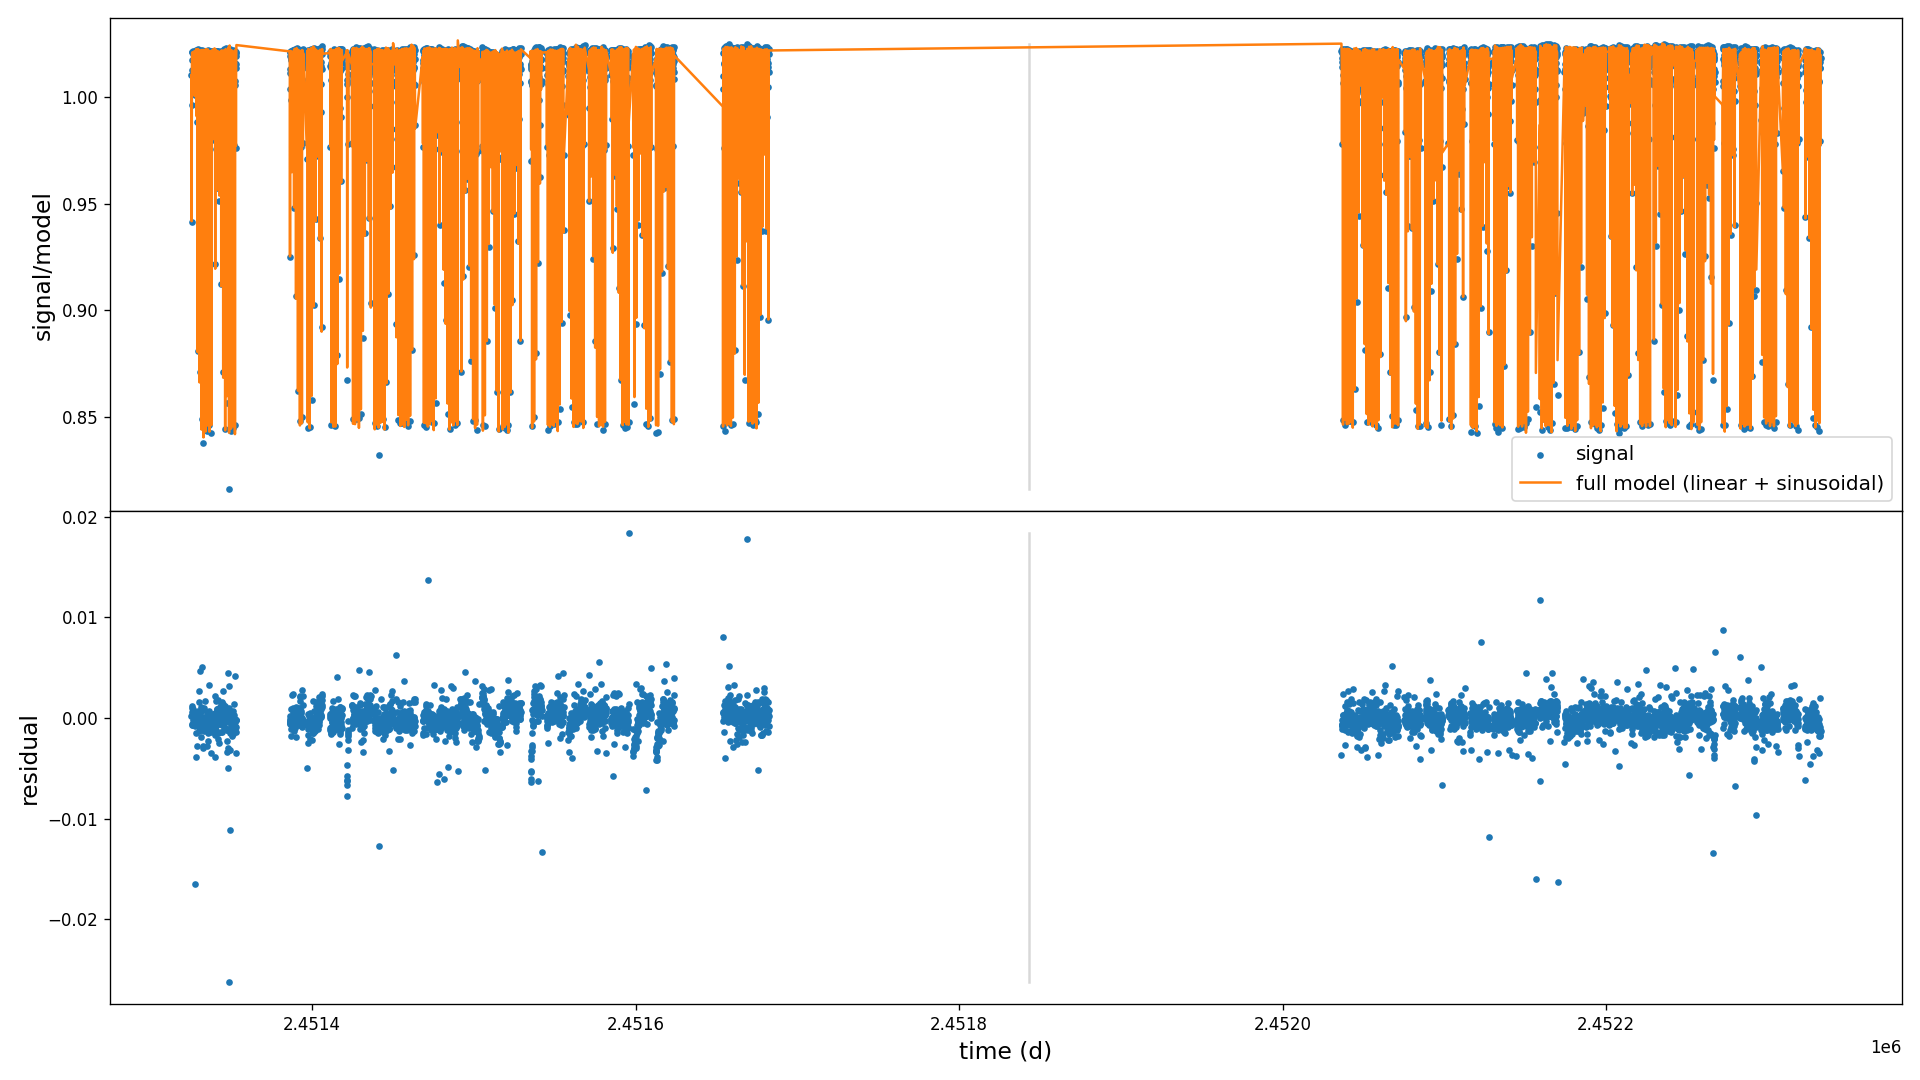 signal/model
1.00
0.95
0.90
0.85
signal
full model (linear + sinusoidal)
residual
0.02
0.01
0.00
−0.01
−0.02
2.4514
2.4516
2.4518
2.4520
2.4522
time (d)
1e6